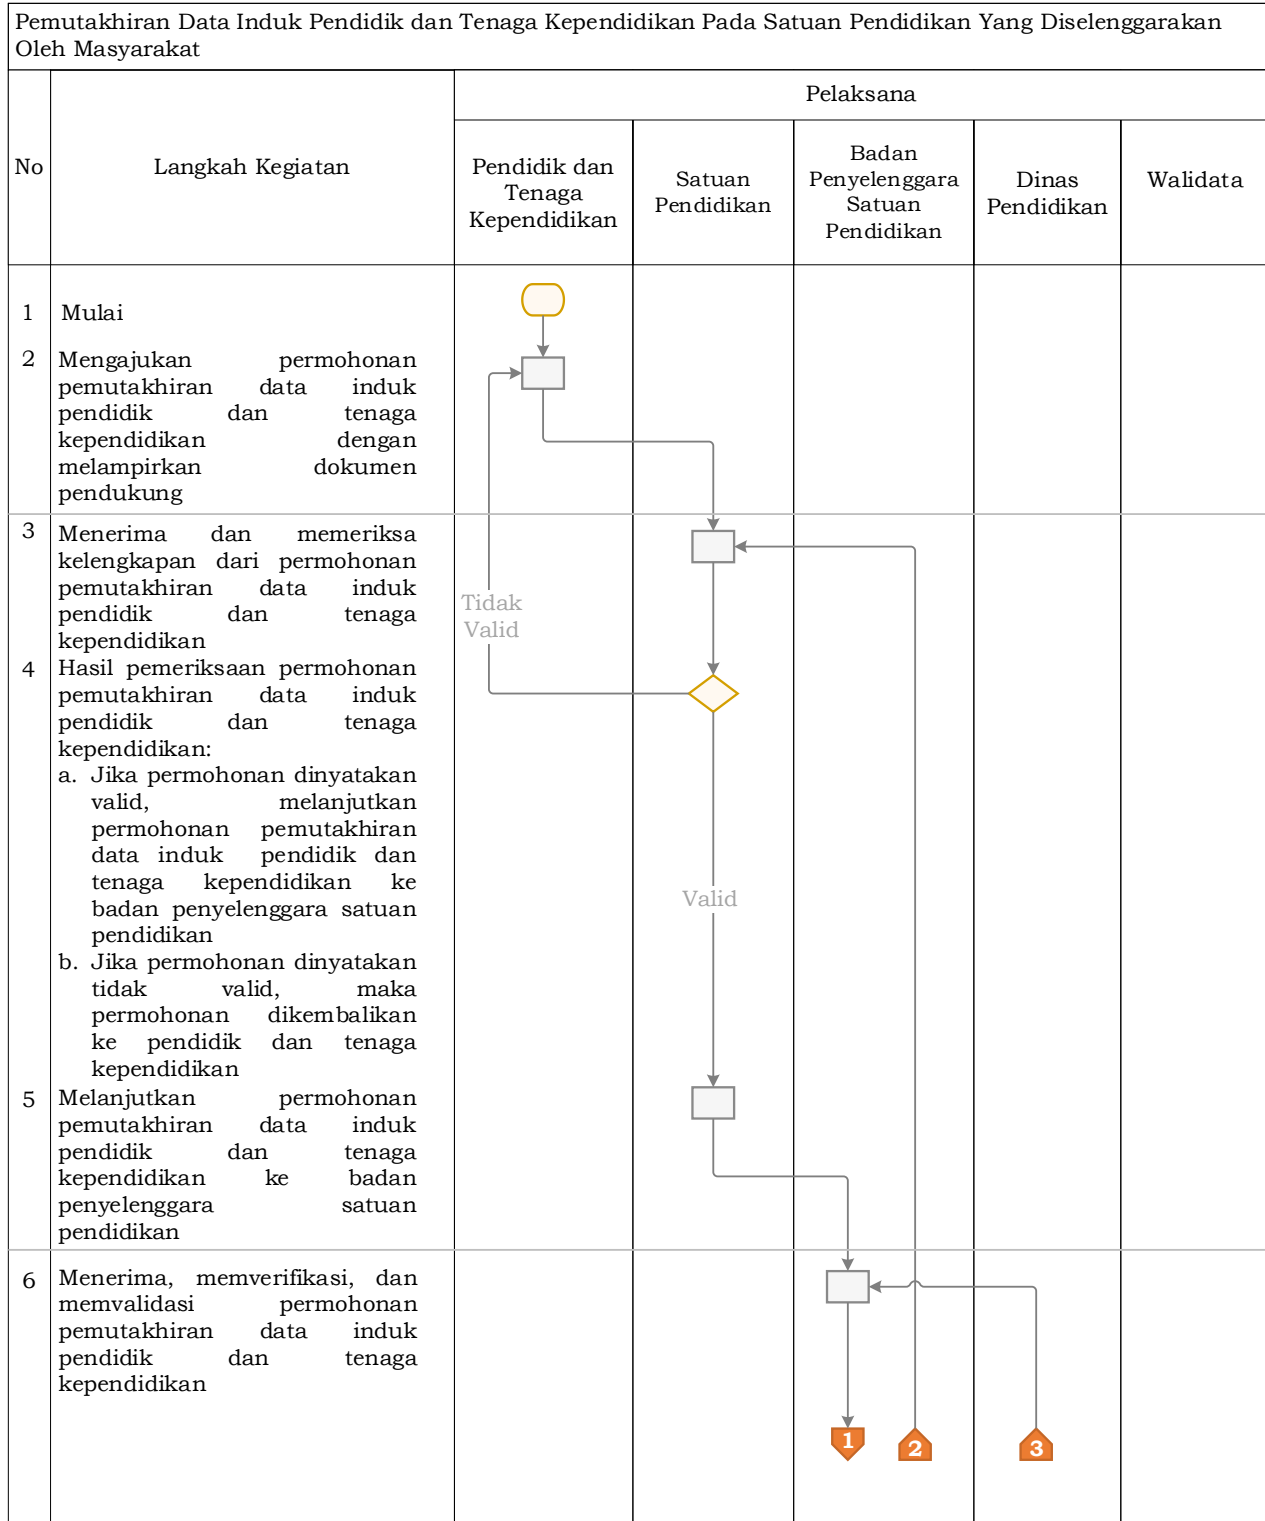 Pemutakhiran Data Induk Pendidik dan Tenaga Kependidikan Pada Satuan Pendidikan Yang Diselenggarakan
Oleh Masyarakat
No
Langkah Kegiatan
Pelaksana
Pendidik dan
Tenaga
Kependidikan
Satuan
Pendidikan
Badan
Penyelenggara
Satuan
Pendidikan
Dinas
Pendidikan
Walidata
1
Mulai
2
Mengajukan permohonan
pemutakhiran data induk
pendidik dan tenaga
kependidikan dengan
melampirkan dokumen
pendukung
3
Menerima dan memeriksa
kelengkapan dari permohonan
pemutakhiran data induk
pendidik dan tenaga
kependidikan
Tidak
Valid
4
Hasil pemeriksaan permohonan
pemutakhiran data induk
pendidik dan tenaga
kependidikan:
a. Jika permohonan dinyatakan
valid, melanjutkan
permohonan pemutakhiran
data induk pendidik dan
tenaga kependidikan ke
badan penyelenggara satuan
pendidikan
b. Jika permohonan dinyatakan
tidak valid, maka
permohonan dikembalikan
ke pendidik dan tenaga
kependidikan
Valid
5
Melanjutkan permohonan
pemutakhiran data induk
pendidik dan tenaga
kependidikan ke badan
penyelenggara satuan
pendidikan
6
Menerima, memverifikasi, dan
memvalidasi permohonan
pemutakhiran data induk
pendidik dan tenaga
kependidikan
1
2
3